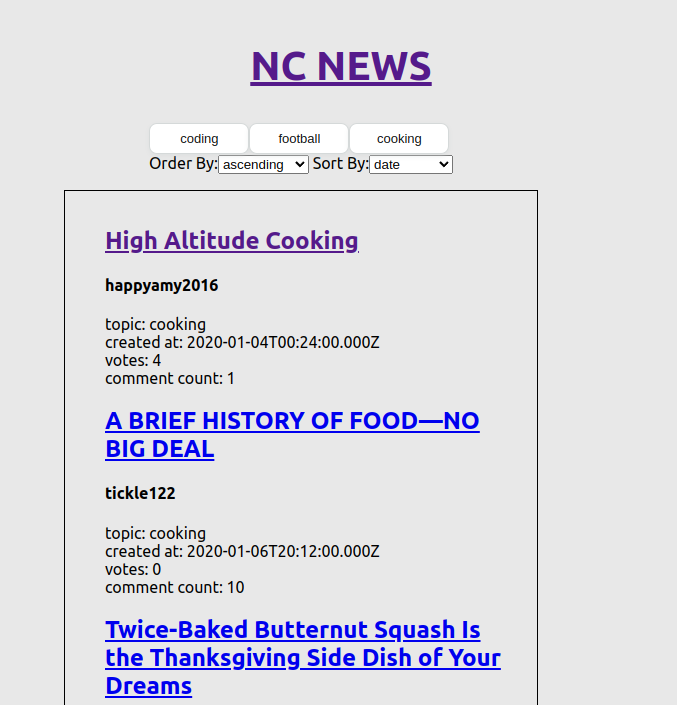 NC NEWS
coding football cooking
Order By: ascending Sort By: date
High Altitude Cooking
happyamy2016
topic: cooking
created at: 2020-01-04T00:24:00.000Z
votes: 4
comment count: 1
A BRIEF HISTORY OF FOOD—NO
BIG DEAL
tickle122
topic: cooking
created at: 2020-01-06T20:12:00.000Z
votes: 0
comment count: 10
Twice-Baked Butternut Squash Is
the Thanksgiving Side Dish of Your
Dreams